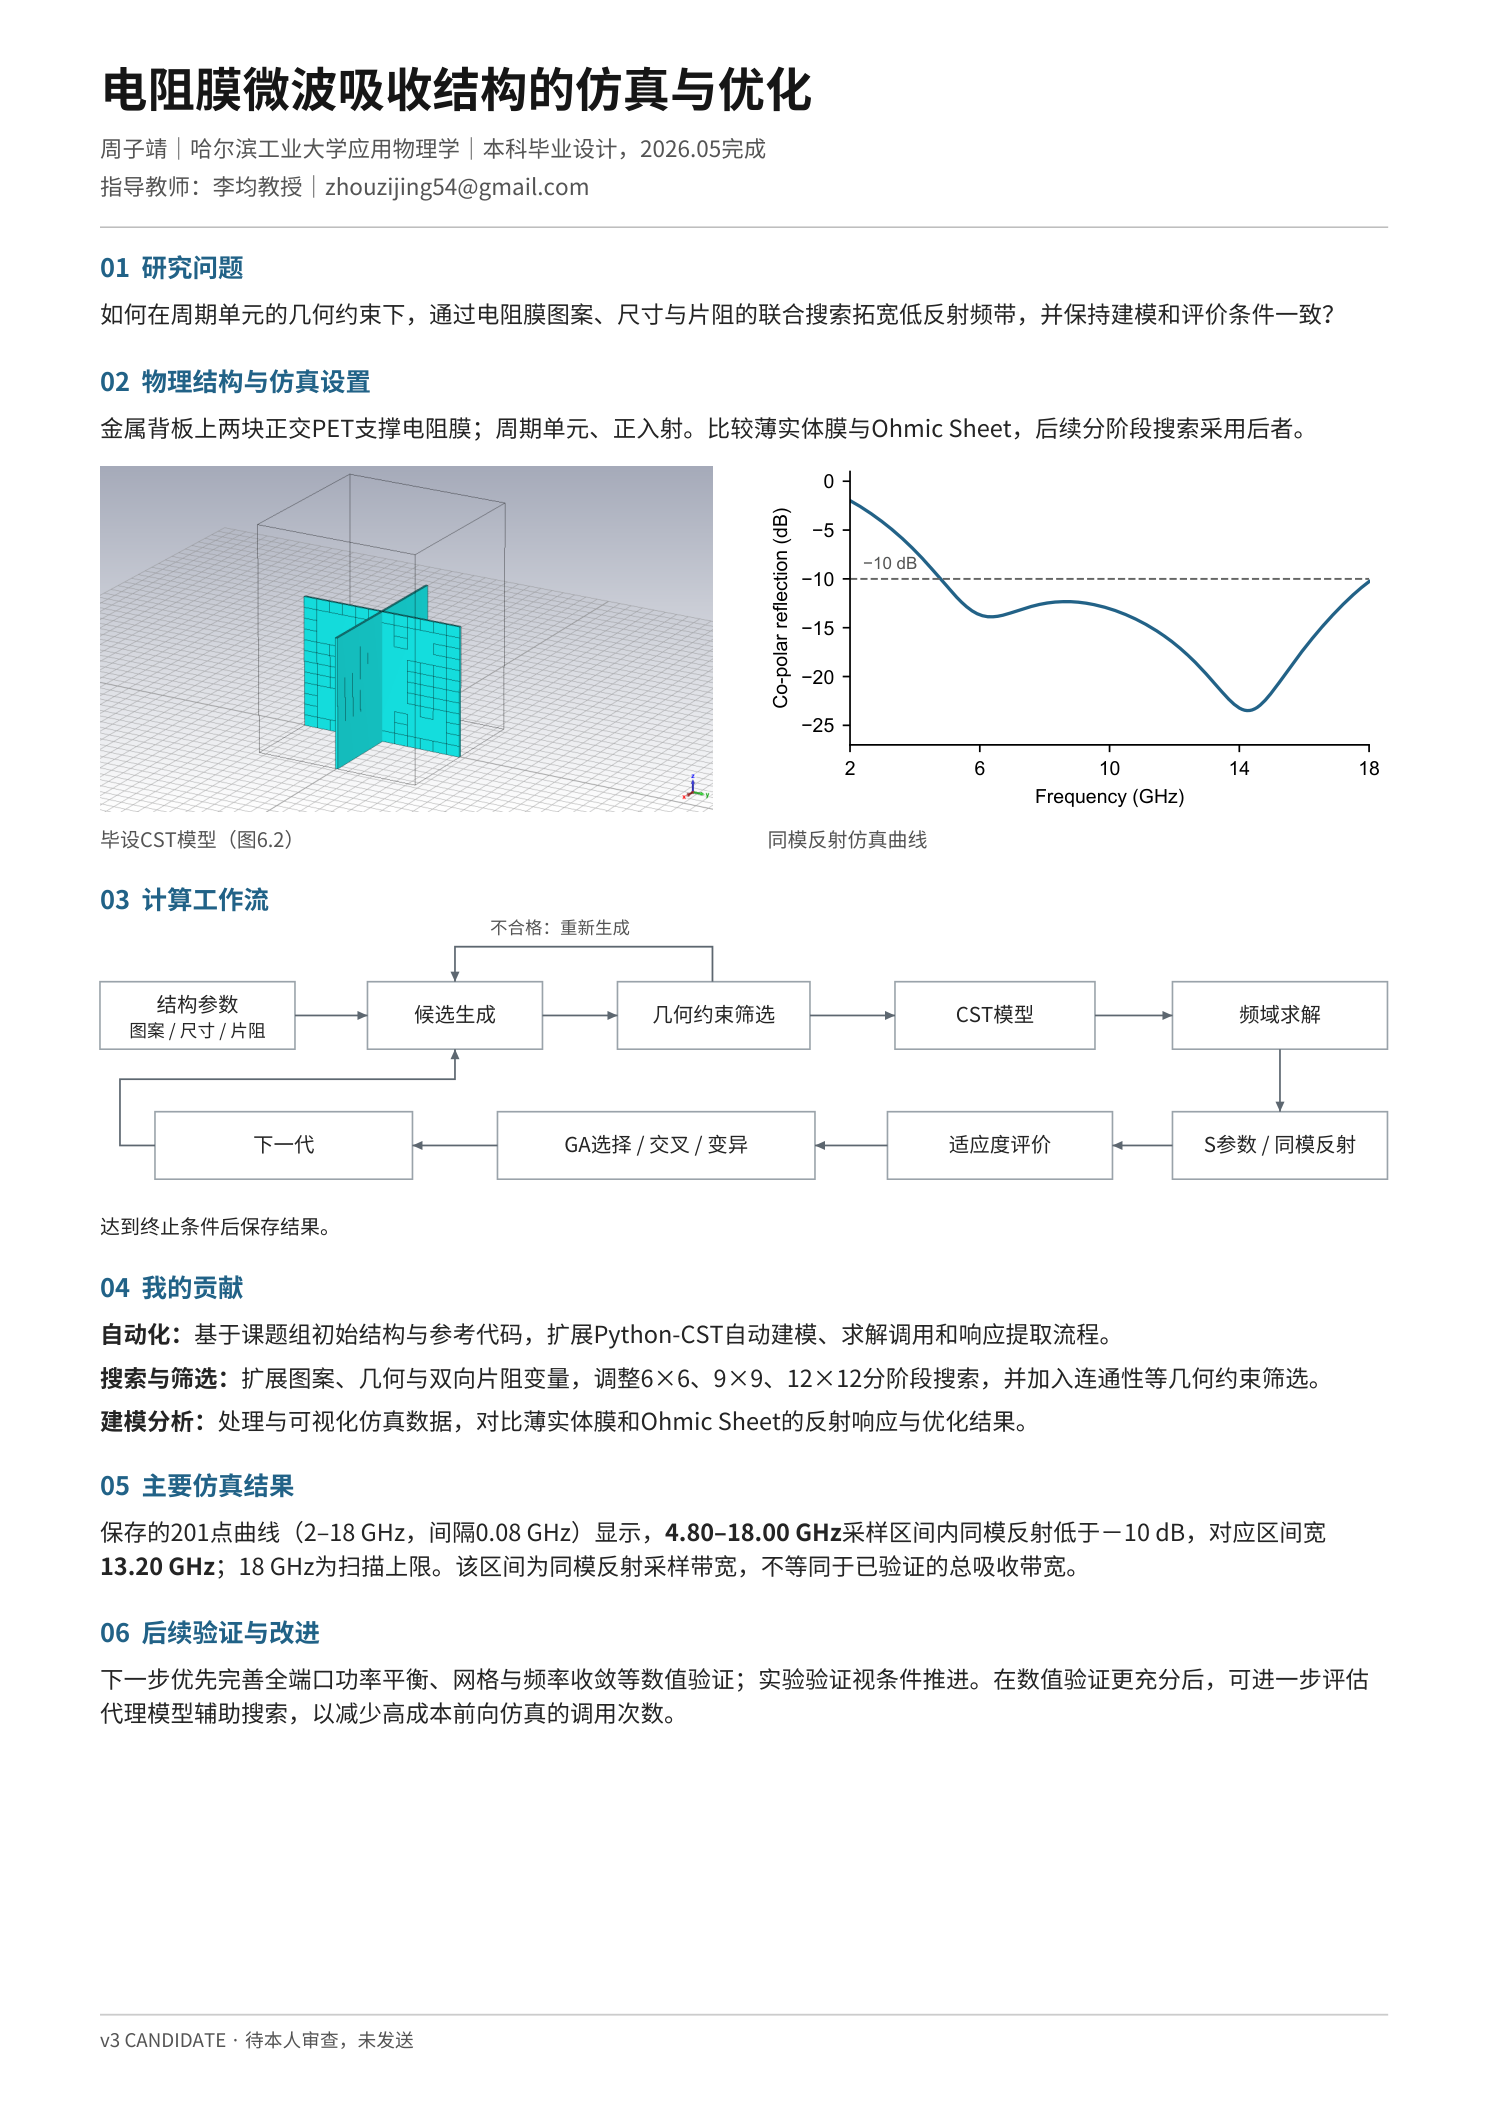 电阻膜微波吸收结构的仿真与优化
周子靖｜哈尔滨工业大学应用物理学｜本科毕业设计，2026.05完成
指导教师：李均教授｜zhouzijing54@gmail.com
01 研究问题
如何在周期单元的几何约束下，通过电阻膜图案、尺寸与片阻的联合搜索拓宽低反射频带，并保持建模和评价条件一致？
02 物理结构与仿真设置
金属背板上两块正交PET支撑电阻膜；周期单元、正入射。比较薄实体膜与Ohmic Sheet，后续分阶段搜索采用后者。
z
x
y
毕设CST模型（图6.2）
Co-polar reflection (dB)
0
−5
−10
−15
−20
−25
−10 dB
2 6 10 14 18
Frequency (GHz)
同模反射仿真曲线
03 计算工作流
不合格：重新生成
结构参数
图案 / 尺寸 / 片阻
候选生成
几何约束筛选
CST模型
频域求解
下一代
GA选择 / 交叉 / 变异
适应度评价
S参数 / 同模反射
达到终止条件后保存结果。
04 我的贡献
自动化：基于课题组初始结构与参考代码，扩展Python-CST自动建模、求解调用和响应提取流程。
搜索与筛选：扩展图案、几何与双向片阻变量，调整6×6、9×9、12×12分阶段搜索，并加入连通性等几何约束筛选。
建模分析：处理与可视化仿真数据，对比薄实体膜和Ohmic Sheet的反射响应与优化结果。
05 主要仿真结果
保存的201点曲线（2–18 GHz，间隔0.08 GHz）显示，4.80–18.00 GHz采样区间内同模反射低于－10 dB，对应区间宽
13.20 GHz；18 GHz为扫描上限。该区间为同模反射采样带宽，不等同于已验证的总吸收带宽。
06 后续验证与改进
下一步优先完善全端口功率平衡、网格与频率收敛等数值验证；实验验证视条件推进。在数值验证更充分后，可进一步评估
代理模型辅助搜索，以减少高成本前向仿真的调用次数。
v3 CANDIDATE · 待本人审查，未发送